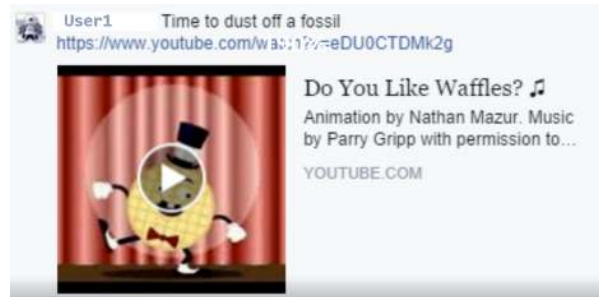 User1 Time to dust off a fossil
https://www.youtube.com/
Do You Like Waffles? ♫
Animation by Nathan Mazur. Music
by Parry Gripp with permission to...
YOUTUBE.COM